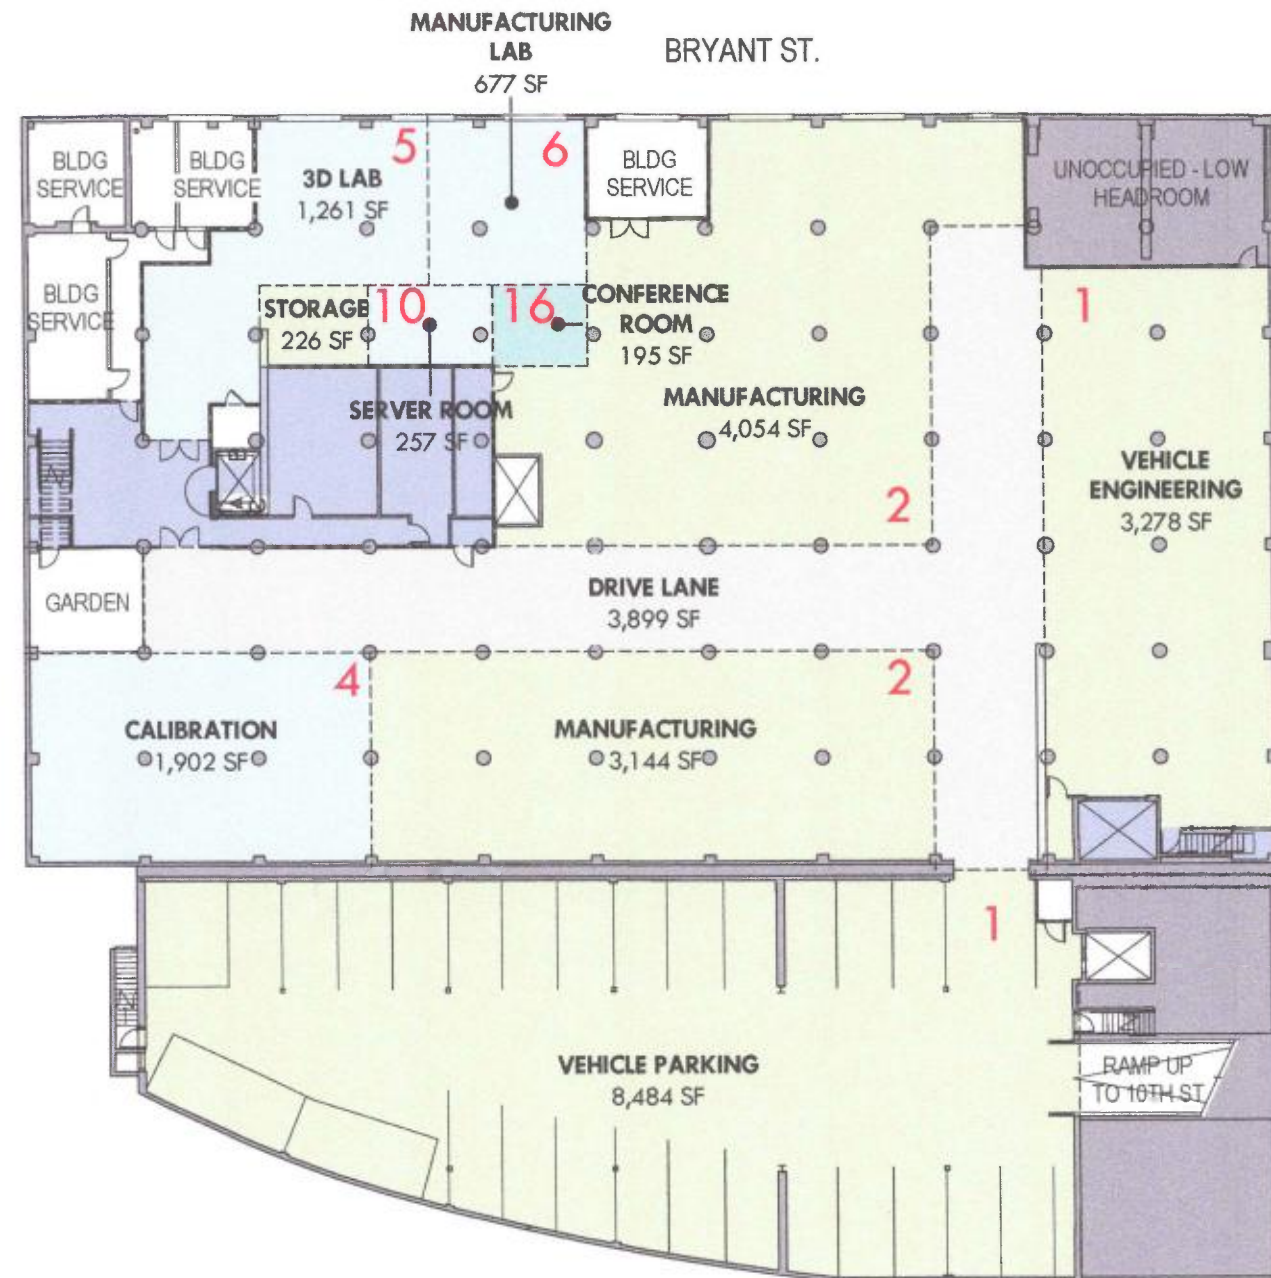 MANUFACTURING
LAB
677 SF
BRYANT ST.
5
6
BLDG
SERVICE
BLDG
SERVICE
3D LAB
1,261 SF
BLDG
SERVICE
UNOCCUPIED - LOW
HEADROOM
BLDG
SERVICE
STORAGE
226 SF
10
16
CONFERENCE
ROOM
195 SF
1
SERVER ROOM
257 SF
MANUFACTURING
4,054 SF
2
VEHICLE
ENGINEERING
3,278 SF
GARDEN
DRIVE LANE
3,899 SF
4
2
CALIBRATION
1,902 SF
MANUFACTURING
3,144 SF
1
VEHICLE PARKING
8,484 SF
RAMP UP
TO 10TH ST